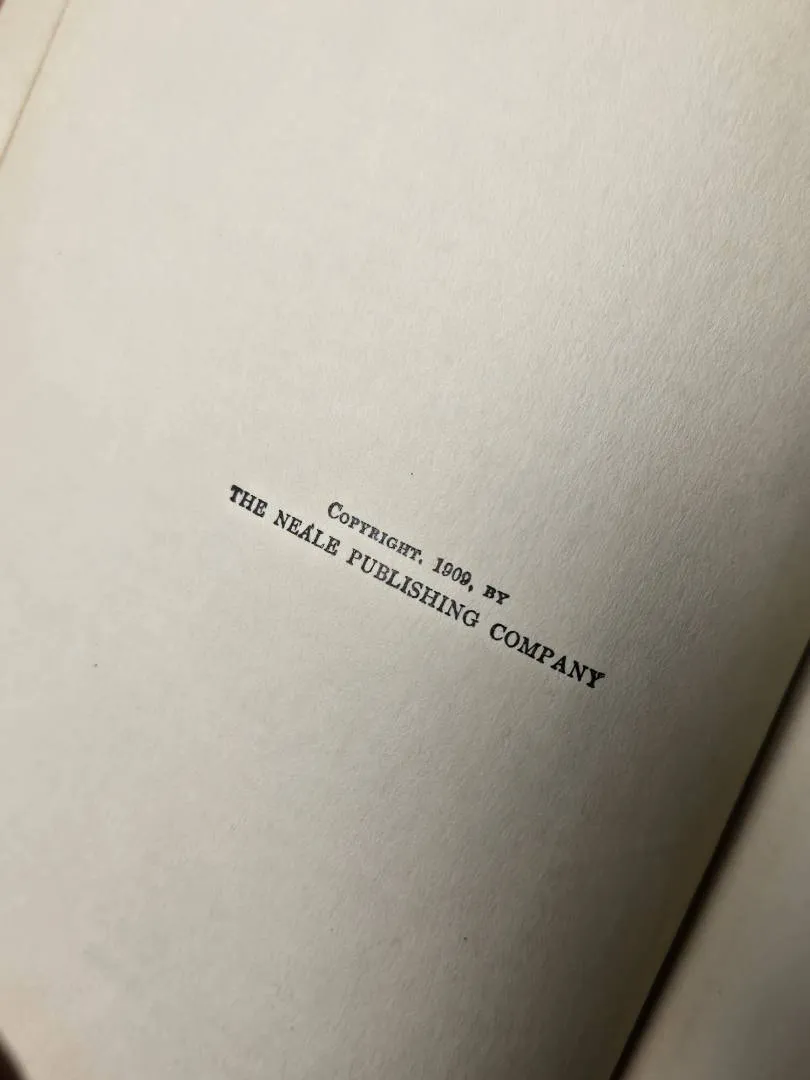 Copyright, 1909, by
THE NEALE PUBLISHING COMPANY